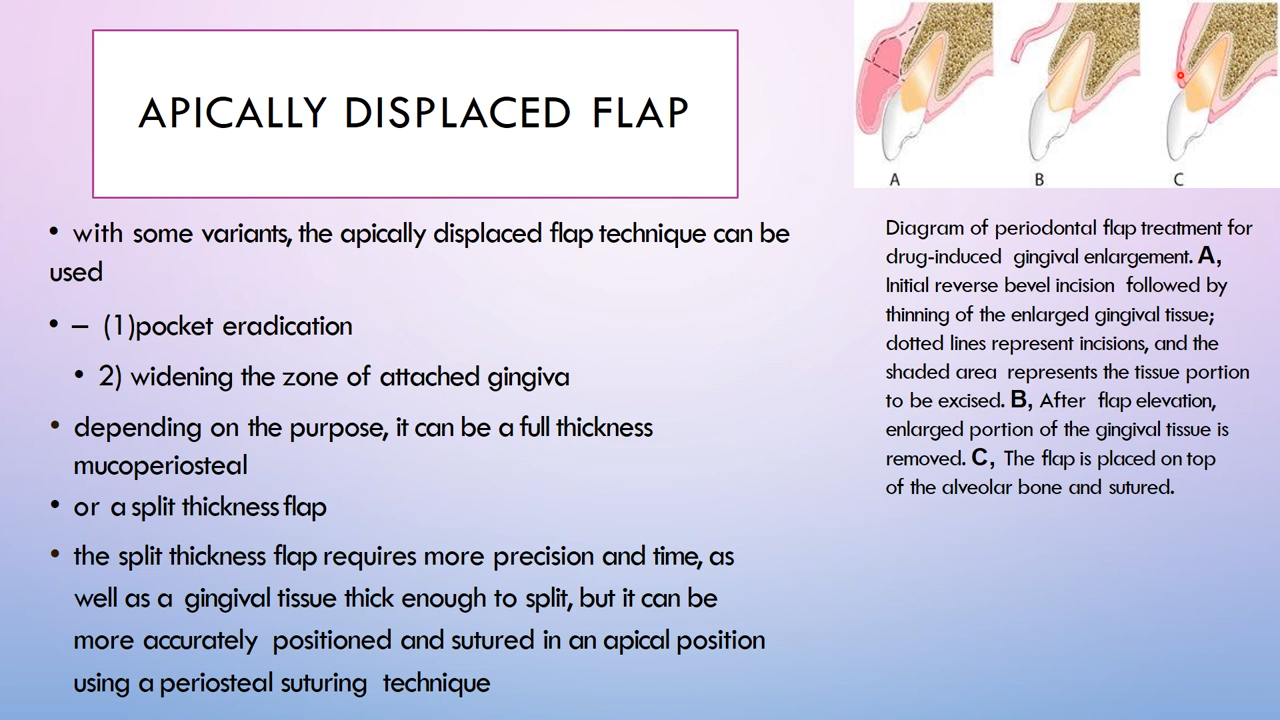 APICALLY DISPLACED FLAP
• with some variants, the apically displaced flap technique can be
used
• – (1)pocket eradication
• 2) widening the zone of attached gingiva
• depending on the purpose, it can be a full thickness
mucoperiosteal
• or a split thickness flap
• the split thickness flap requires more precision and time, as
well as a gingival tissue thick enough to split, but it can be
more accurately positioned and sutured in an apical position
using a periosteal suturing technique
A B C
Diagram of periodontal flap treatment for
drug-induced gingival enlargement. A,
Initial reverse bevel incision followed by
thinning of the enlarged gingival tissue;
dotted lines represent incisions, and the
shaded area represents the tissue portion
to be excised. B, After flap elevation,
enlarged portion of the gingival tissue is
removed. C, The flap is placed on top
of the alveolar bone and sutured.